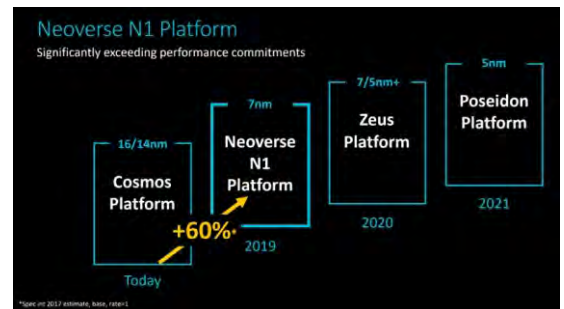 Neoverse N1 Platform
Significantly exceeding performance commitments
16/14nm
Cosmos
Platform
Today
+60%*
7nm
Neoverse
N1
Platform
2019
7/5nm+
Zeus
Platform
2020
5nm
Poseidon
Platform
2021
*Spec int 2017 estimate, base, rate=1